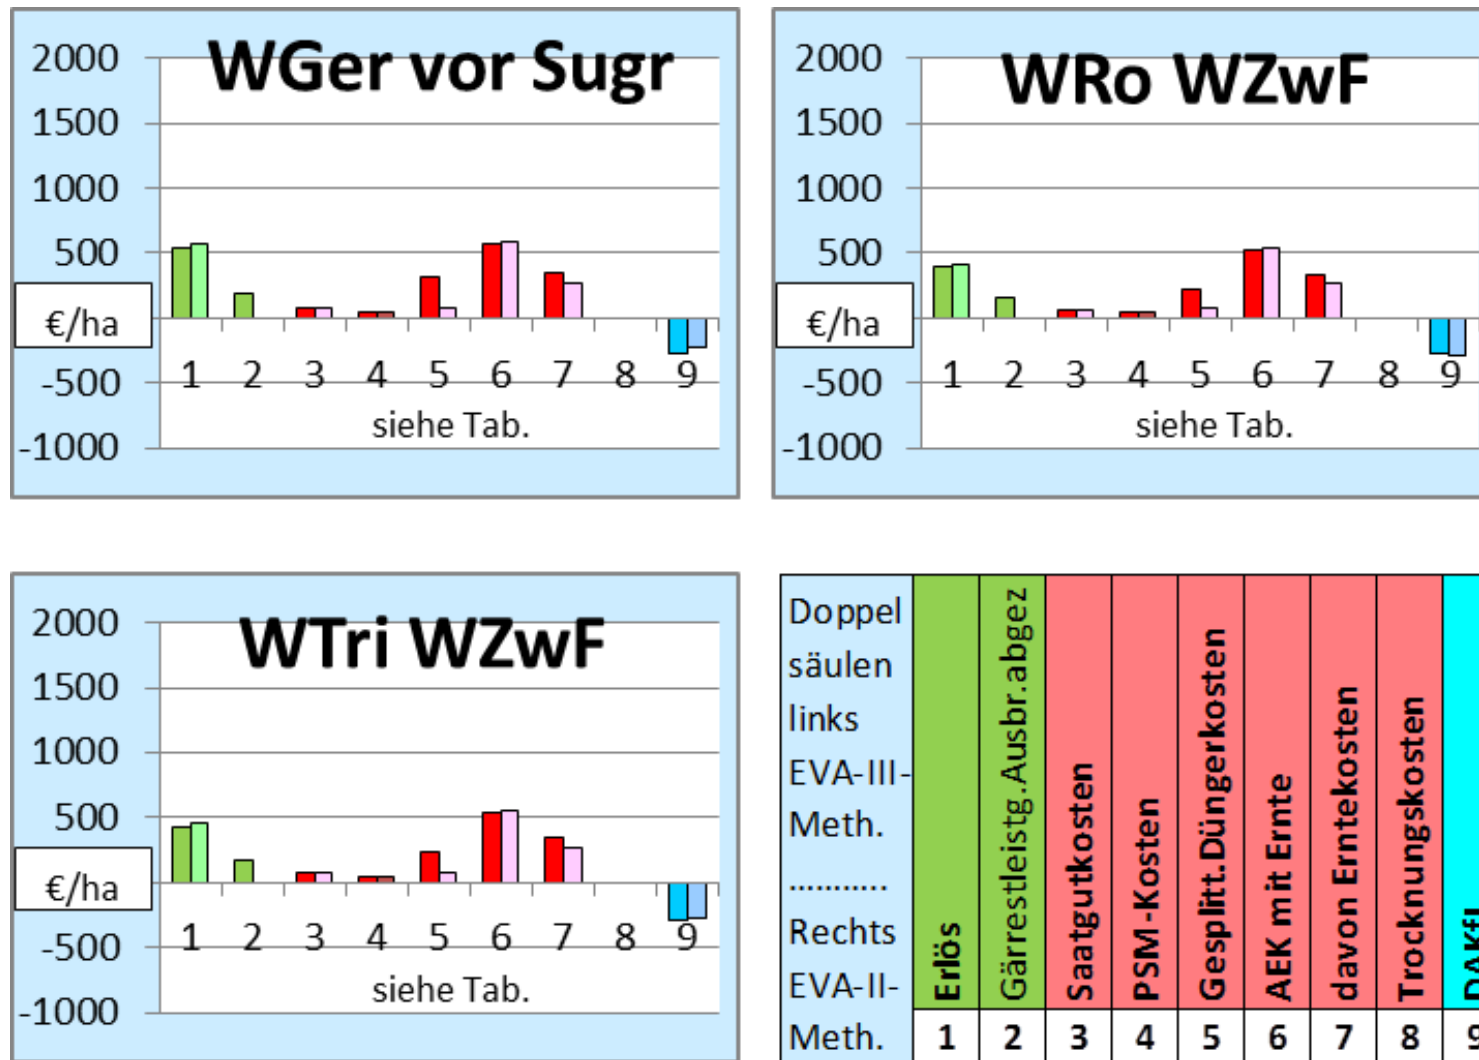 WGer vor Sugr
2000
1500
1000
500
€/ha
-500
-1000
1 2 3 4 5 6 7 8 9
siehe Tab.
WRo WZwF
2000
1500
1000
500
€/ha
-500
-1000
1 2 3 4 5 6 7 8 9
siehe Tab.
WTri WZwF
2000
1500
1000
500
€/ha
-500
-1000
1 2 3 4 5 6 7 8 9
siehe Tab.
Doppel
säulen
links
EVA-III-
Meth.
...........
Rechts
EVA-II-
Meth.
Erlös
Gärrestleistg.Ausbr.abgez
Saatgutkosten
PSM-Kosten
Gesplitt.Düngerkosten
AEK mit Ernte
davon Erntekosten
Trocknungskosten
1 2 3 4 5 6 7 8 9